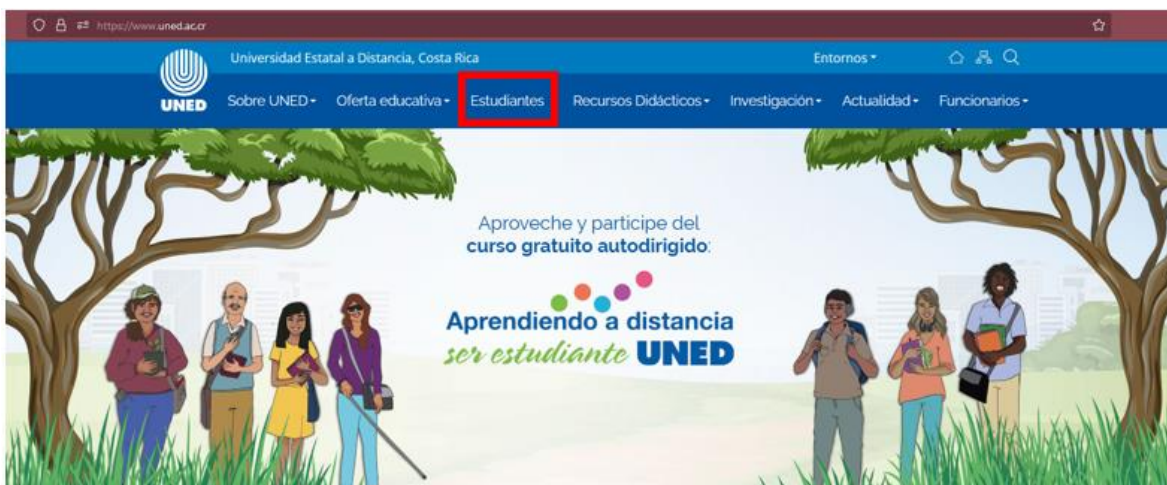 https://www.uned.ac.cr
Universidad Estatal a Distancia, Costa Rica
Entornos
UNED
Sobre UNED
Oferta educativa
Estudiantes
Recursos Didácticos
Investigación
Actualidad
Funcionarios
Aproveche y participe del
curso gratuito autodirigido:
Aprendiendo a distancia
ser estudiante UNED